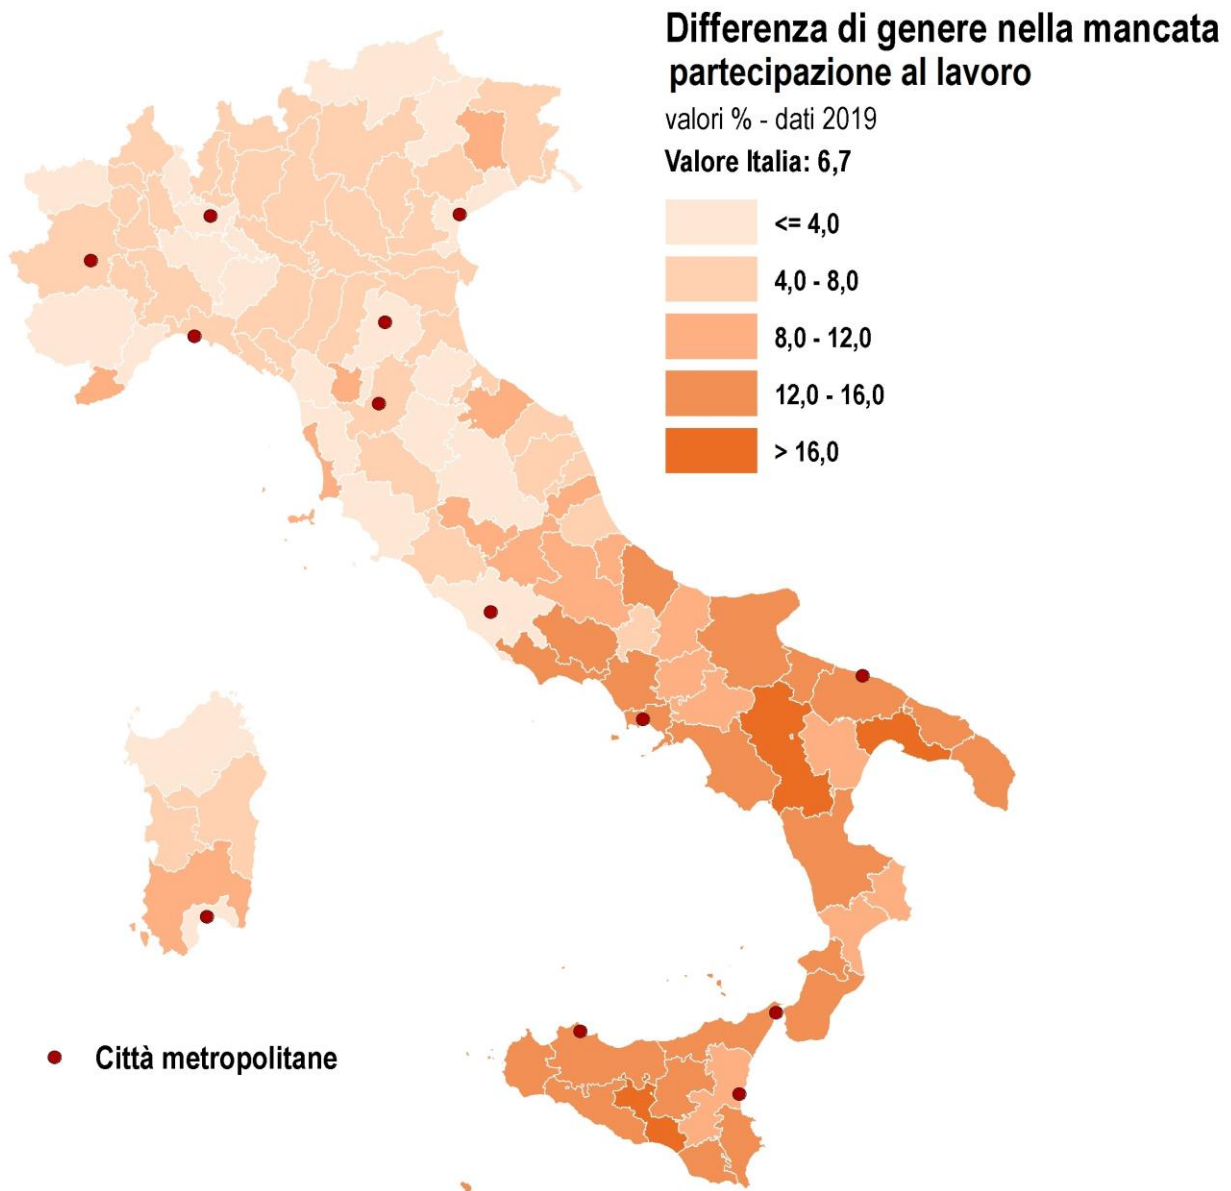 Differenza di genere nella mancata
partecipazione al lavoro
valori % - dati 2019
Valore Italia: 6,7
<= 4,0
4,0 - 8,0
8,0 - 12,0
12,0 - 16,0
> 16,0
Città metropolitane